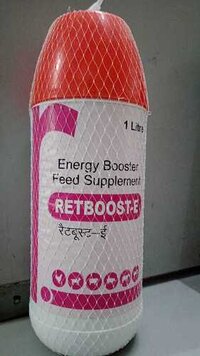 1 Litre
Energy Booster
Feed Supplement
RETBOOST-E
रैटबूस्ट-ई